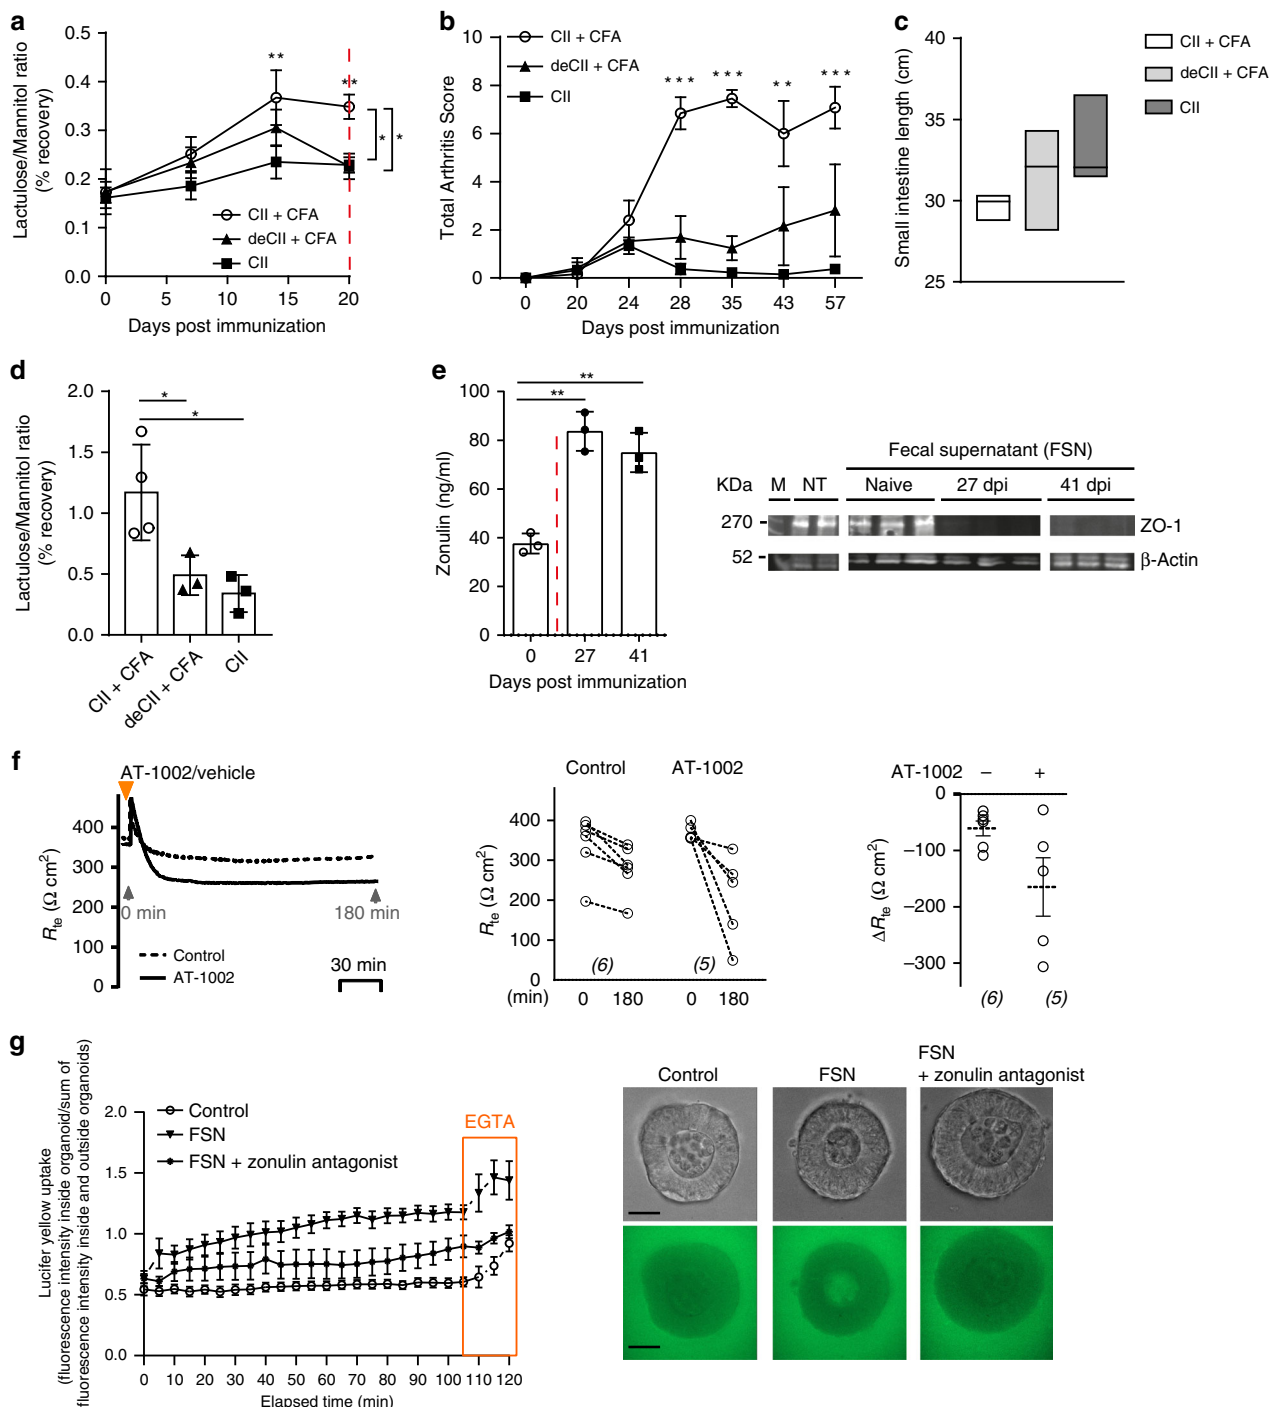 a
0.5
0.4
0.3
0.2
0.1
0.0
Lactulose/Mannitol ratio
(% recovery)
**
**
*
*
CII + CFA
deCII + CFA
CII
0 5 10 15 20
Days post immunization
b
10
8
6
4
2
0
Total Arthritis Score
CII + CFA
deCII + CFA
CII
*** *** ** ***
0 20 24 28 35 43 57
Days post immunization
c
40
35
30
25
Small intestine length (cm)
CII + CFA
deCII + CFA
CII
d
2.0
1.5
1.0
0.5
0.0
Lactulose/Mannitol ratio
(% recovery)
*
*
CII + CFA
deCII + CFA
CII
e
100
80
60
40
20
0
Zonulin (ng/ml)
**
**
0 27 41
Days post immunization
Fecal supernatant (FSN)
KDa M NT Naive 27 dpi 41 dpi
270 ZO-1
52 β-Actin
f
AT-1002/vehicle
400
300
200
100
0
Rte (Ω cm2)
0 min 180 min
Control
AT-1002
30 min
Control AT-1002
400
300
200
100
0
Rte (Ω cm2)
(6) (5)
(min) 0 180 0 180
AT-1002 – +
0
−100
−200
−300
ΔRte (Ω cm2)
(6) (5)
g
Lucifer yellow uptake
(fluorescence intensity inside organoid/sum of
fluorescence intensity inside and outside organoids)
2.0
1.5
1.0
0.5
0.0
Control
FSN
FSN + zonulin antagonist
EGTA
0 10 20 30 40 50 60 70 80 90 100 110 120
Elapsed time (min)
Control FSN
FSN
+ zonulin antagonist